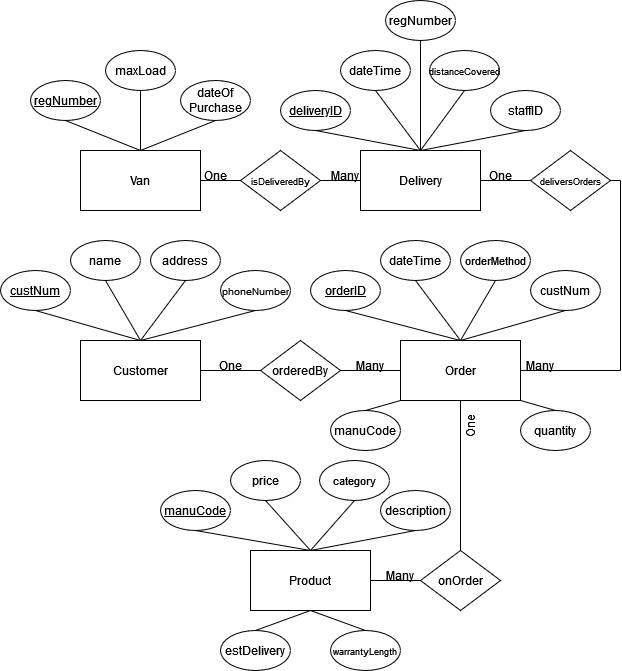 regNumber
maxLoad
dateTime
distanceCovered
regNumber
dateOf
Purchase
deliveryID
staffID
Van
One
isDeliveredBy
Many
Delivery
One
deliversOrders
name
address
dateTime
orderMethod
custNum
phoneNumber
orderID
custNum
Customer
One
orderedBy
Many
Order
Many
manuCode
One
quantity
price
category
manuCode
description
Product
Many
onOrder
estDelivery
warrantyLength